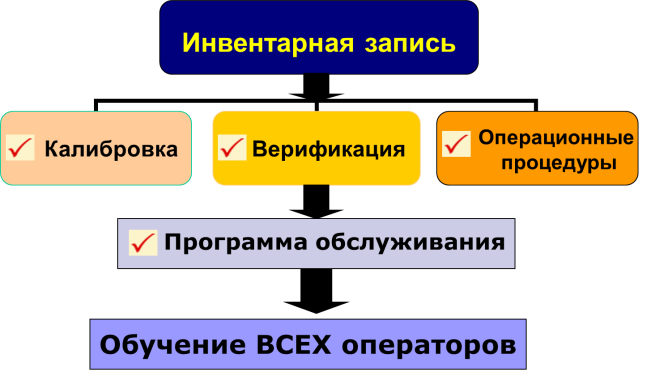 Инвентарная запись
Калибровка
Верификация
Операционные
процедуры
Программа обслуживания
Обучение ВСЕХ операторов